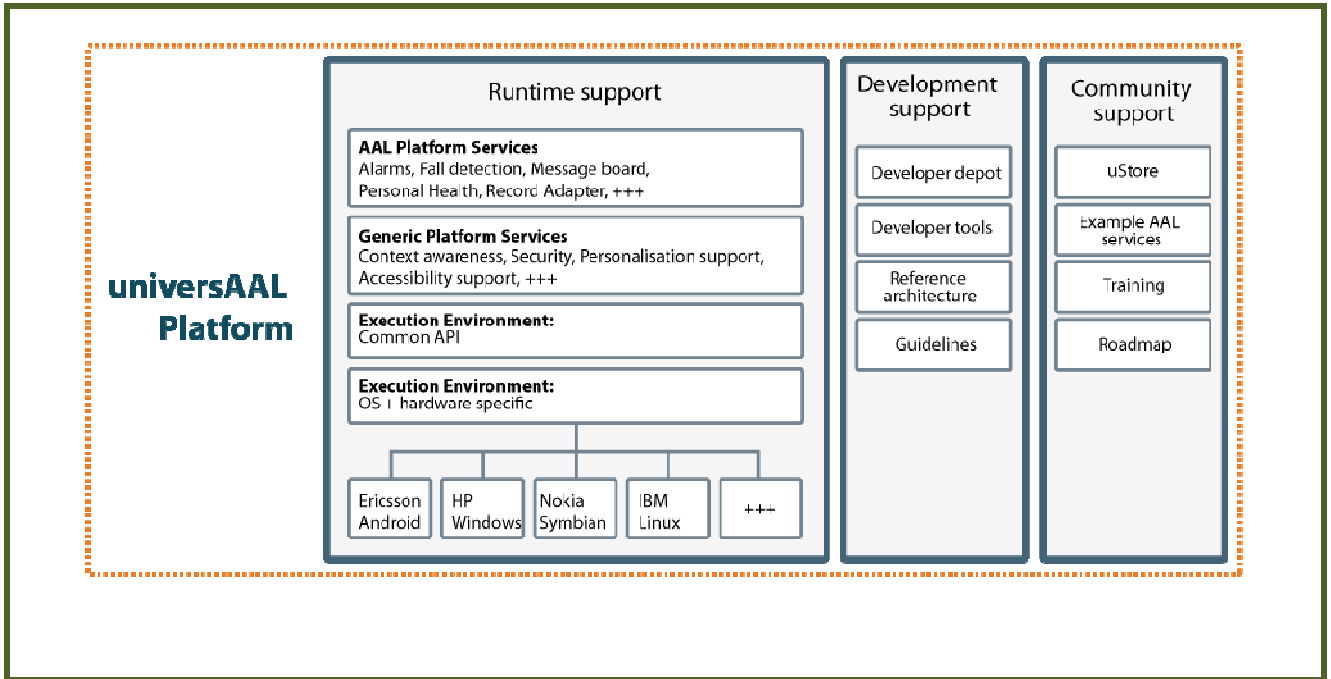 universAAL
Platform
Runtime support
AAL Platform Services
Alarms, Fall detection, Message board,
Personal Health, Record Adapter, +++
Generic Platform Services
Context awareness, Security, Personalisation support,
Accessibility support, +++
Execution Environment:
Common API
Execution Environment:
OS + hardware specific
Ericsson
Android
HP
Windows
Nokia
Symbian
IBM
Linux
+++
Development
support
Developer depot
Developer tools
Reference
architecture
Guidelines
Community
support
uStore
Example AAL
services
Training
Roadmap